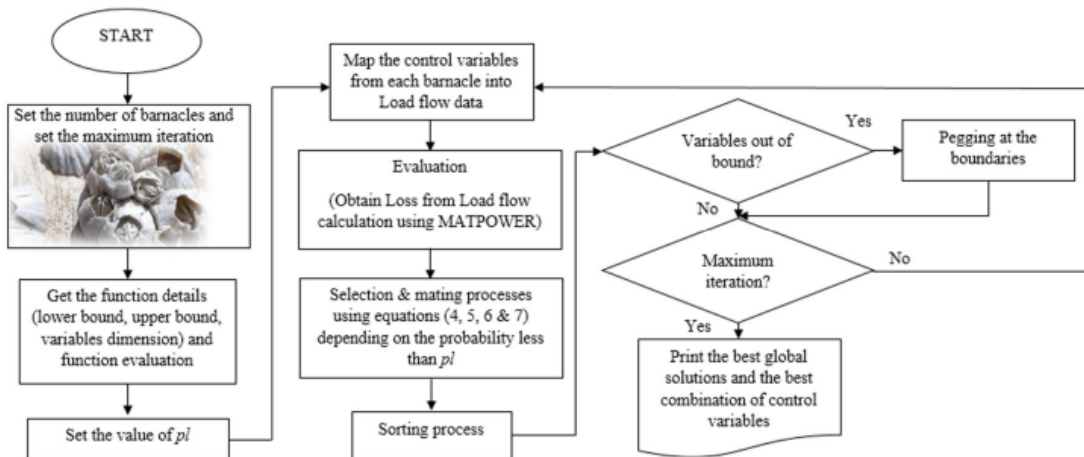 START
Set the number of barnacles and
set the maximum iteration
Get the function details
(lower bound, upper bound,
variables dimension) and
function evaluation
Set the value of pl
Map the control variables
from each barnacle into
Load flow data
Evaluation
(Obtain Loss from Load flow
calculation using MATPOWER)
Selection & mating processes
using equations (4, 5, 6 & 7)
depending on the probability less
than pl
Sorting process
Variables out of
bound?
Yes
Pegging at the
boundaries
No
Maximum
iteration?
No
Yes
Print the best global
solutions and the best
combination of control
variables